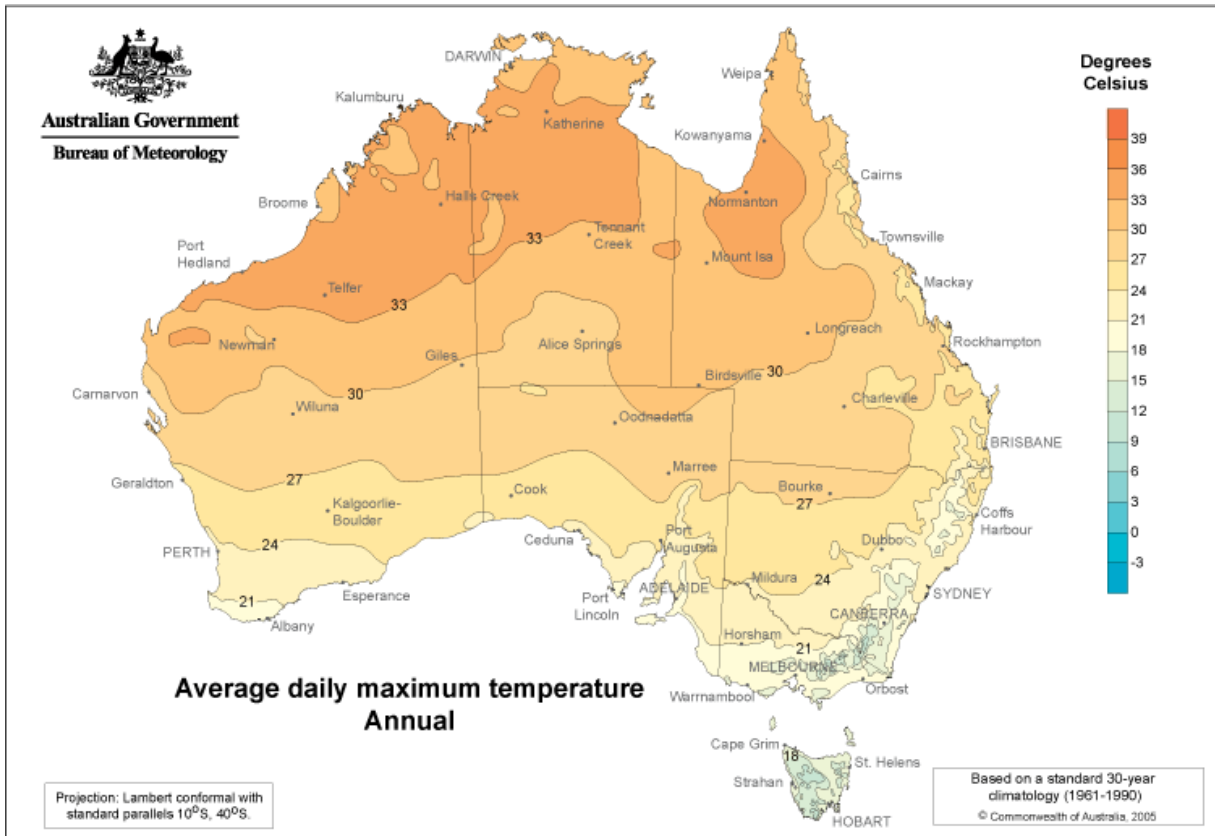 Australian Government
Bureau of Meteorology
Degrees
Celsius
39
36
33
30
27
24
21
18
15
12
9
6
3
0
-3
DARWIN
Weipa
Kalumburu
Katherine
Kowanyama
Cairns
Halls Creek
Normanton
Broome
33
Tennant
Creek
Townsville
Port
Hedland
Mount Isa
Mackay
Telfer
33
Longreach
Newman
Alice Springs
Rockhampton
Giles
Birdsville
30
Carnarvon
30
Charleville
Wiluna
Oodnadatta
BRISBANE
Marree
Geraldton
27
Cook
Bourke
27
Kalgoorlie-
Boulder
Coffs
Harbour
PERTH
24
Ceduna
Port
Augusta
Dubbo
Mildura
24
Esperance
Port
Lincoln
ADELAIDE
SYDNEY
21
Albany
CANBERRA
Horsham
21
MELBOURNE
Warrnambool
Orbost
Average daily maximum temperature
Annual
Cape Grim
18
St. Helens
Strahan
HOBART
Projection: Lambert conformal with
standard parallels 10°S, 40°S.
Based on a standard 30-year
climatology (1961-1990)
© Commonwealth of Australia, 2005